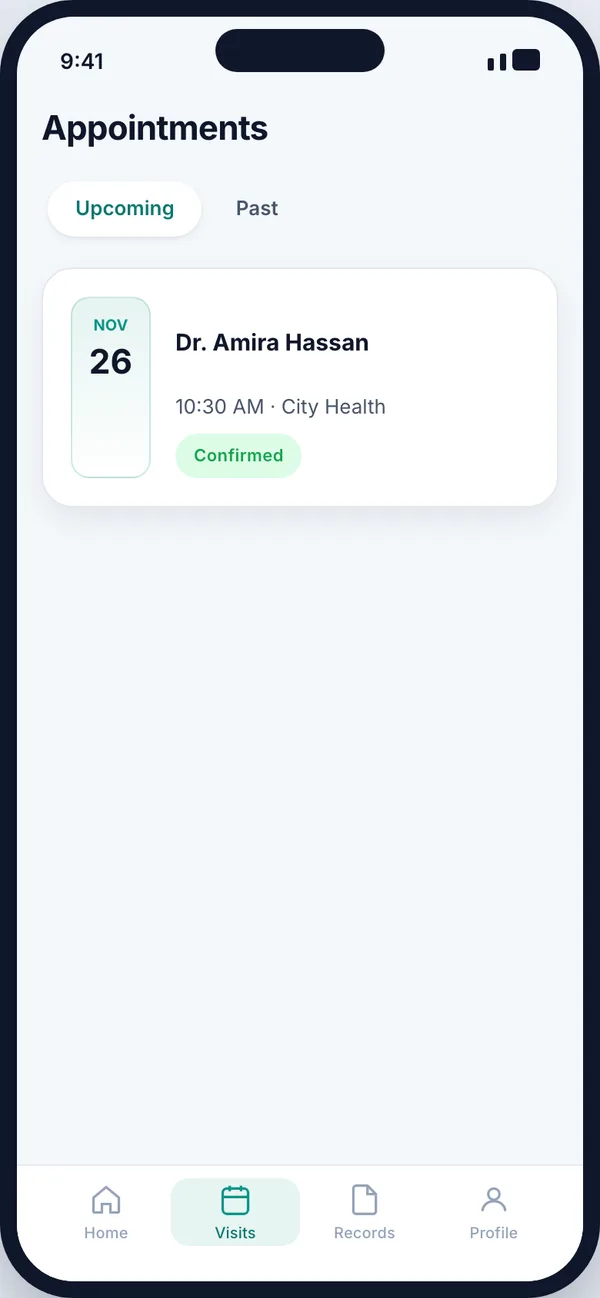 9:41
Appointments
Upcoming
Past
NOV
26
Dr. Amira Hassan
10:30 AM · City Health
Confirmed
Home
Visits
Records
Profile